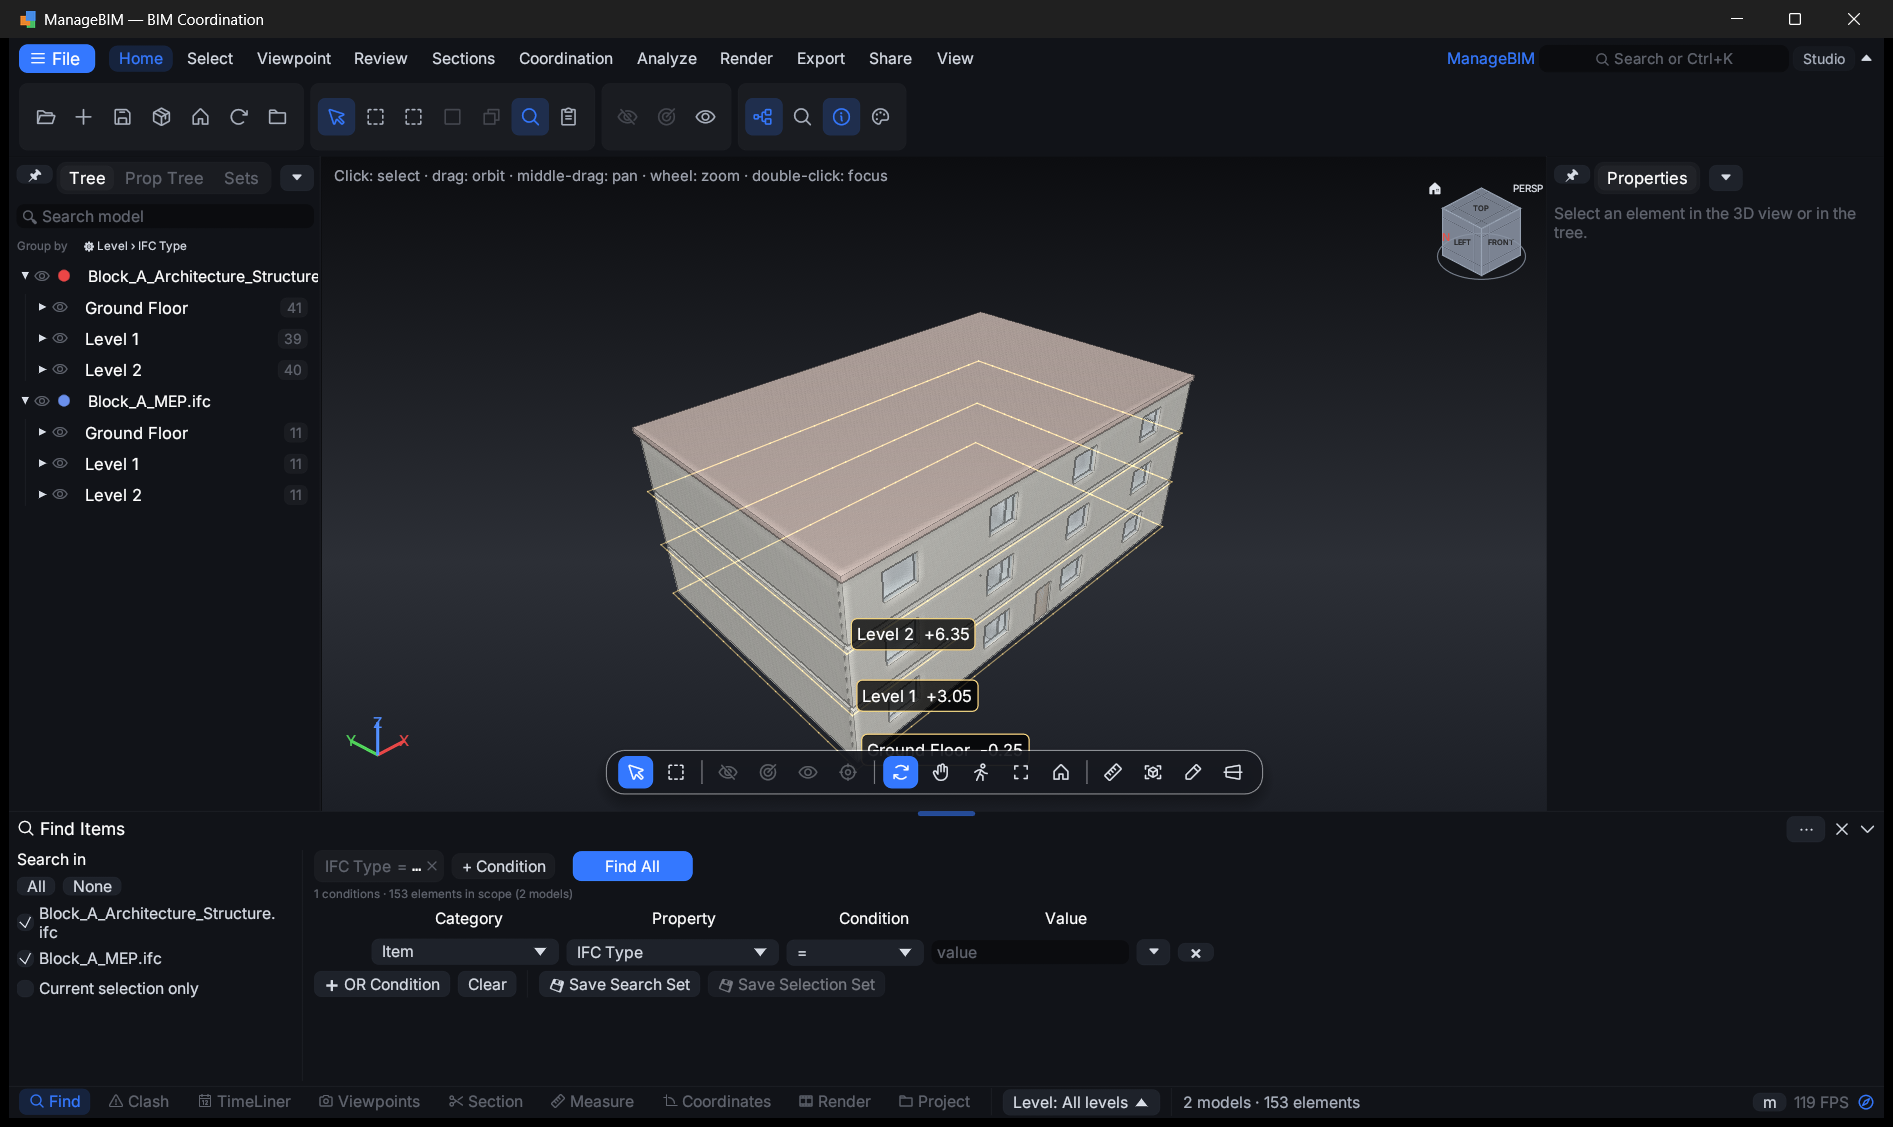 ManageBIM — BIM Coordination
File Home Select Viewpoint Review Sections Coordination Analyze Render Export Share View ManageBIM Search or Ctrl+K Studio
Tree Prop Tree Sets
Search model
Group by Level › IFC Type
Block_A_Architecture_Structure
Ground Floor 41
Level 1 39
Level 2 40
Block_A_MEP.ifc
Ground Floor 11
Level 1 11
Level 2 11
Click: select · drag: orbit · middle-drag: pan · wheel: zoom · double-click: focus
PERSP
TOP
LEFT FRONT
Level 2 +6.35
Level 1 +3.05
Ground Floor -0.25
Z
Y X
Properties
Select an element in the 3D view or in the
tree.
Find Items
Search in
All None
Block_A_Architecture_Structure.
ifc
Block_A_MEP.ifc
Current selection only
IFC Type = ... + Condition Find All
1 conditions · 153 elements in scope (2 models)
Category Property Condition Value
Item IFC Type = value
+ OR Condition Clear Save Search Set Save Selection Set
Find Clash TimeLiner Viewpoints Section Measure Coordinates Render Project Level: All levels 2 models · 153 elements m 119 FPS